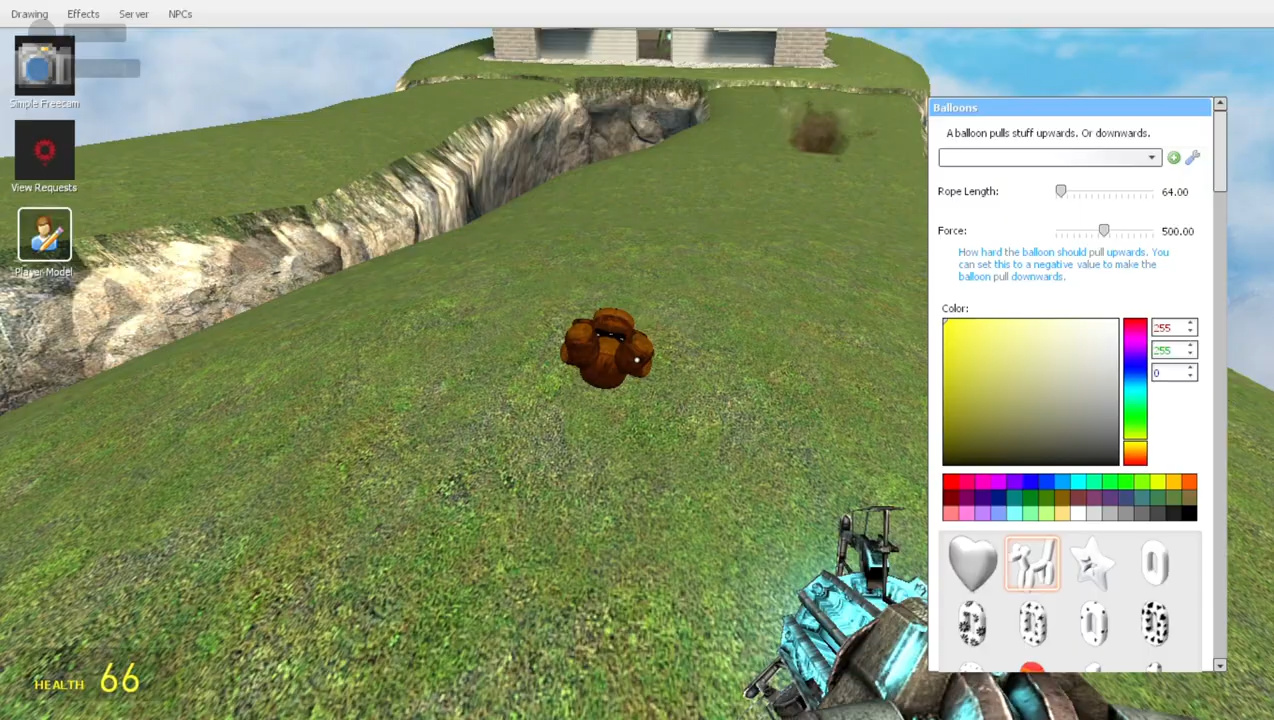 Drawing Effects Server NPCs
Simple Freecam
View Requests
Player Model
Balloons
A balloon pulls stuff upwards. Or downwards.
Rope Length: 64.00
Force: 500.00
How hard the balloon should pull upwards. You
can set this to a negative value to make the
balloon pull downwards.
Color:
255
255
0
HEALTH 66